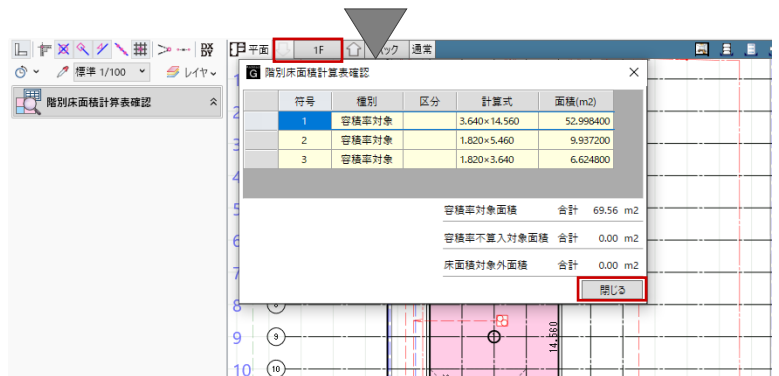 平面 1F 通常
標準 1/100 レイヤ
階別床面積計算表確認
G 階別床面積計算表確認
符号 種別 区分 計算式 面積(m2)
1 容積率対象 3.640×14.560 52.998400
2 容積率対象 1.820×5.460 9.937200
3 容積率対象 1.820×3.640 6.624800
容積率対象面積 合計 69.56 m2
容積率不算入対象面積 合計 0.00 m2
床面積対象外面積 合計 0.00 m2
閉じる
8
9 9
10 10
14,560